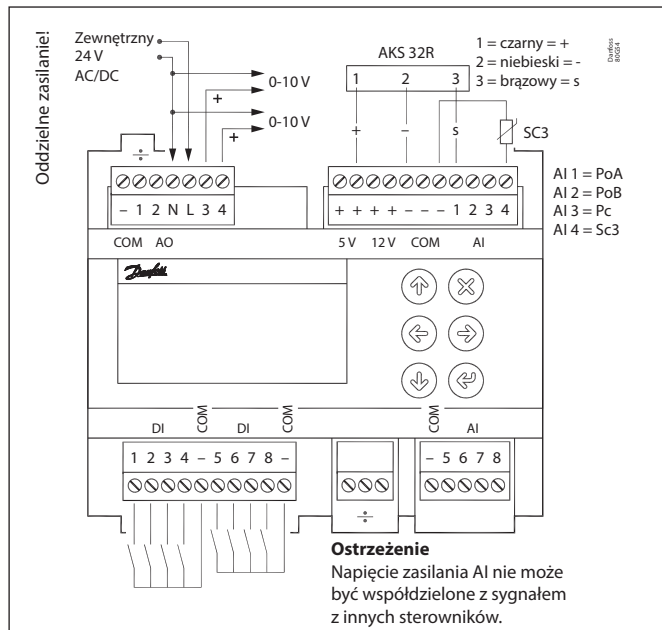 Oddzielne zasilanie!
Zewnętrzny
24 V
AC/DC
0-10 V
+
0-10 V
+
AKS 32R
1 2 3
1 = czarny = +
2 = niebieski = -
3 = brązowy = s
Danfoss
80G54
+ – s
SC3
÷
– 1 2 N L 3 4
+ + + + – – – 1 2 3 4
AI 1 = PoA
AI 2 = PoB
AI 3 = Pc
AI 4 = Sc3
COM AO
5 V 12 V COM AI
Danfoss
DI COM DI COM
COM AI
1 2 3 4 – 5 6 7 8 –
– 5 6 7 8
÷
Ostrzeżenie
Napięcie zasilania AI nie może
być współdzielone z sygnałem
z innych sterowników.